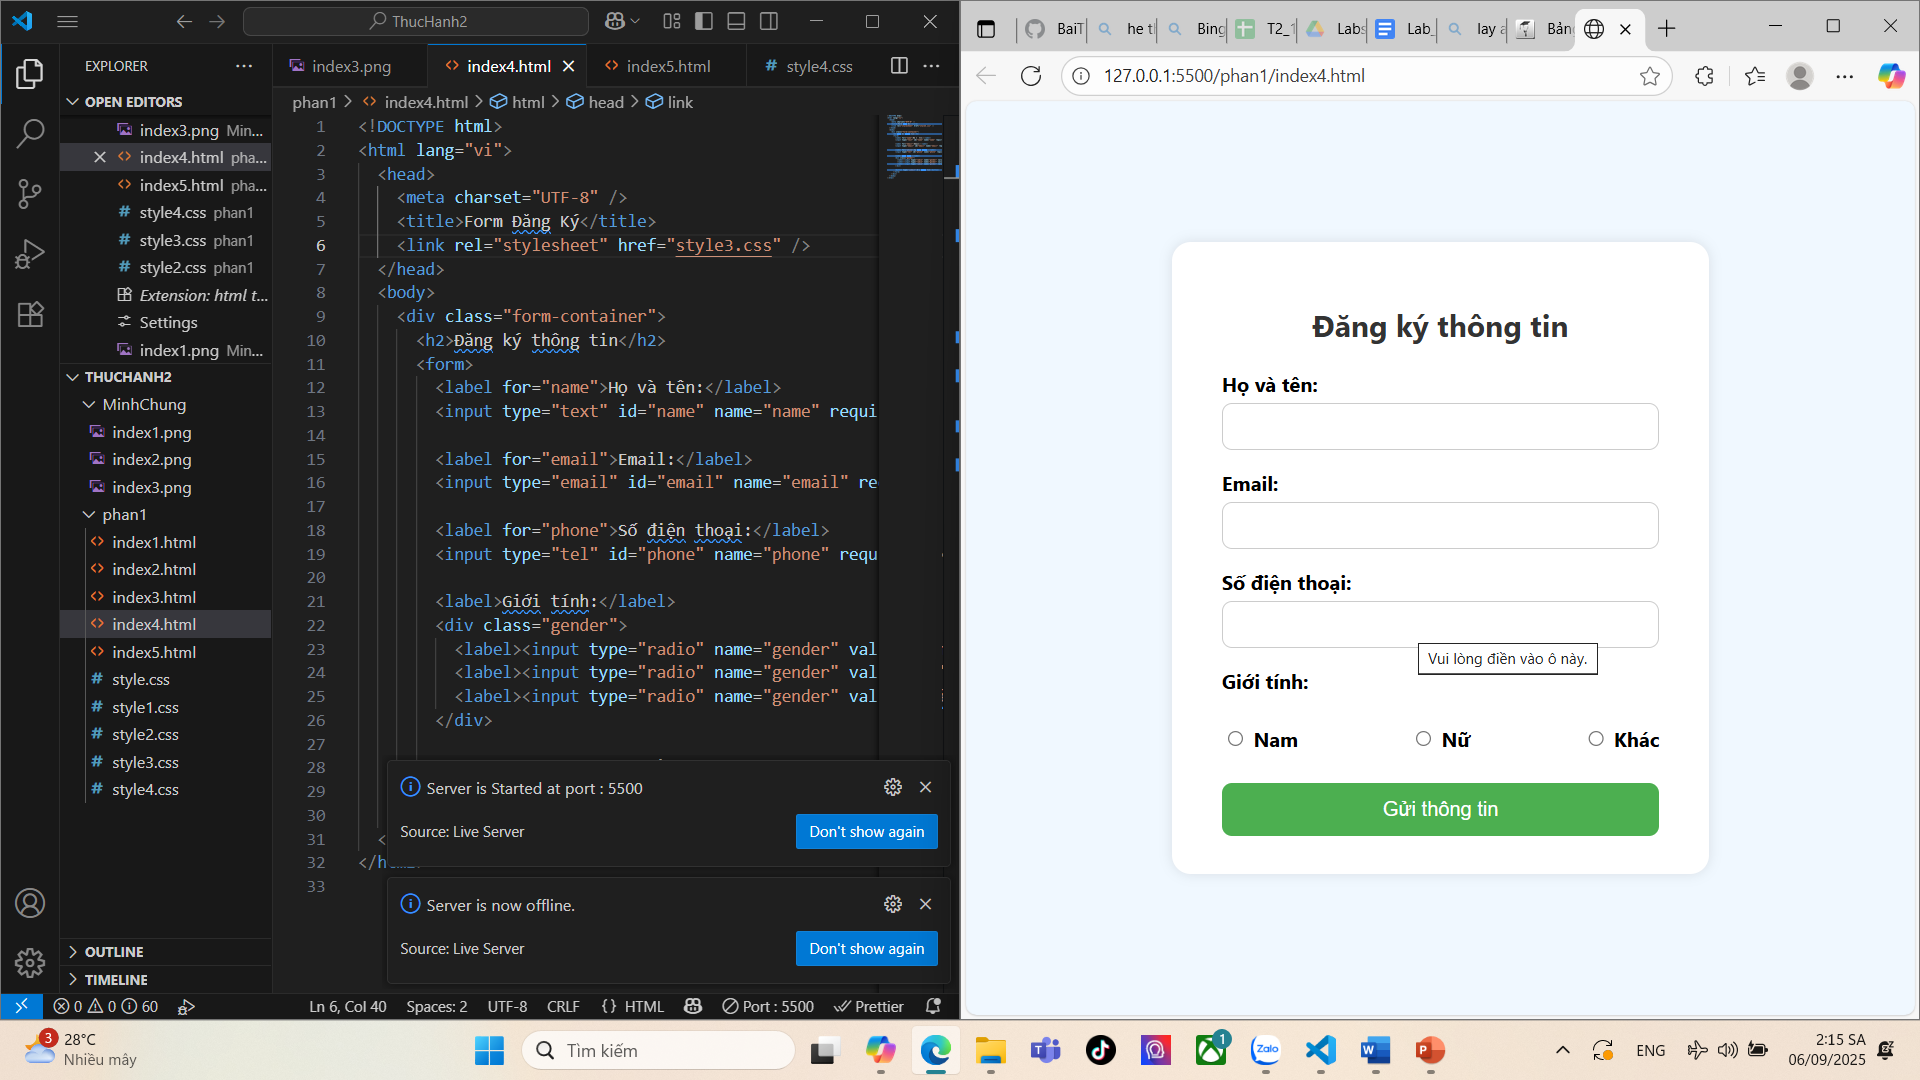 ThucHanh2
EXPLORER
OPEN EDITORS
index3.png Min...
index4.html pha...
index5.html pha...
style4.css phan1
style3.css phan1
style2.css phan1
Extension: html t...
Settings
index1.png Min...
THUCHANH2
MinhChung
index1.png
index2.png
index3.png
phan1
index1.html
index2.html
index3.html
index4.html
index5.html
style.css
style1.css
style2.css
style3.css
style4.css
OUTLINE
TIMELINE
index3.png index4.html index5.html style4.css
phan1 > index4.html > html > head > link
1 <!DOCTYPE html>
2 <html lang="vi">
3 <head>
4 <meta charset="UTF-8" />
5 <title>Form Đăng Ký</title>
6 <link rel="stylesheet" href="style3.css" />
7 </head>
8 <body>
9 <div class="form-container">
10 <h2>Đăng ký thông tin</h2>
11 <form>
12 <label for="name">Họ và tên:</label>
13 <input type="text" id="name" name="name" requi
14
15 <label for="email">Email:</label>
16 <input type="email" id="email" name="email" re
17
18 <label for="phone">Số điện thoại:</label>
19 <input type="tel" id="phone" name="phone" requ
20
21 <label>Giới tính:</label>
22 <div class="gender">
23 <label><input type="radio" name="gender" val
24 <label><input type="radio" name="gender" val
25 <label><input type="radio" name="gender" val
26 </div>
27
28
29
30
31 <
32 </h
33
Server is Started at port : 5500
Source: Live Server
Don't show again
Server is now offline.
Source: Live Server
Don't show again
0 0 60 Ln 6, Col 40 Spaces: 2 UTF-8 CRLF {} HTML Port : 5500 Prettier
BaiT he tl Bing T2_1 Labs Lab_ lay a Bản
127.0.0.1:5500/phan1/index4.html
Đăng ký thông tin
Họ và tên:
Email:
Số điện thoại:
Vui lòng điền vào ô này.
Giới tính:
Nam Nữ Khác
Gửi thông tin
3
28°C
Nhiều mây
Tìm kiếm
1
Zalo
ENG
2:15 SA
06/09/2025